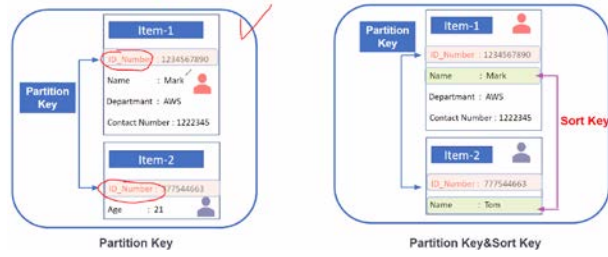 Item-1
ID_Number : 1234567890
Name : Mark
Departmant : AWS
Contact Number : 1222345
Partition Key
Item-2
ID_Number : 777544663
Age : 21
Partition Key
Item-1
Partition Key
ID_Number : 1234567890
Name : Mark
Departmant : AWS
Contact Number : 1222345
Sort Key
Item-2
ID_Number : 777544663
Name : Tom
Partition Key&Sort Key